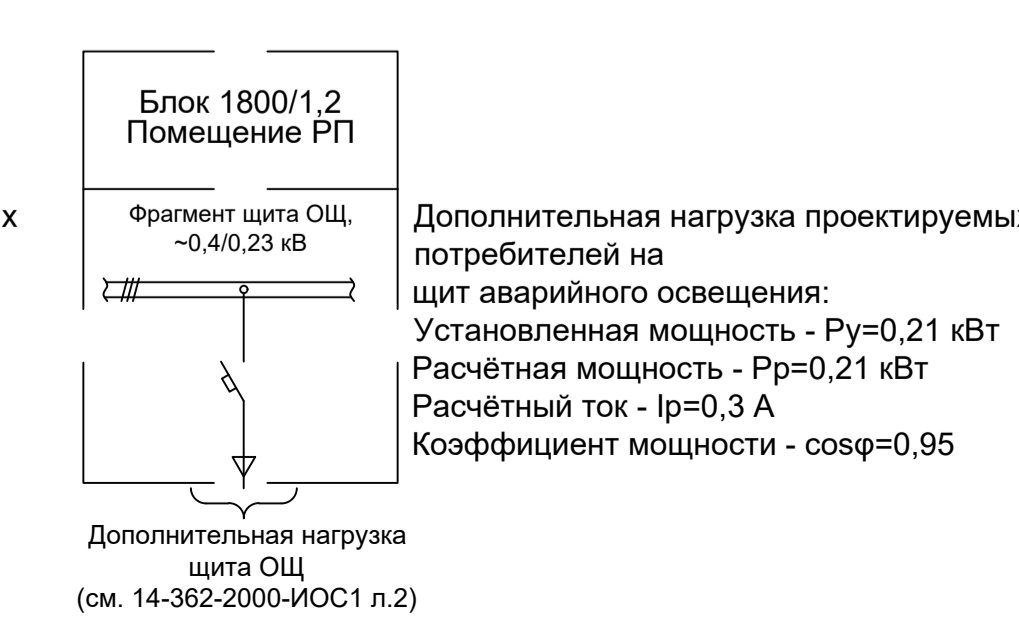 Блок 1800/1,2
Помещение РП
х
Фрагмент щита ОЩ,
~0,4/0,23 кВ
Дополнительная нагрузка проектируемых
потребителей на
щит аварийного освещения:
Установленная мощность - Ру=0,21 кВт
Расчётная мощность - Рр=0,21 кВт
Расчётный ток - Iр=0,3 А
Коэффициент мощности - cosφ=0,95
Дополнительная нагрузка
щита ОЩ
(см. 14-362-2000-ИОС1 л.2)